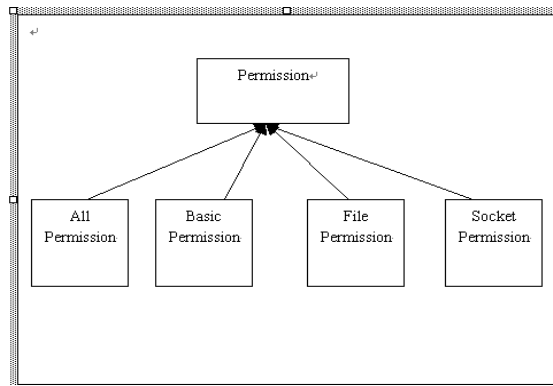 Permission
All
Permission
Basic
Permission
File
Permission
Socket
Permission